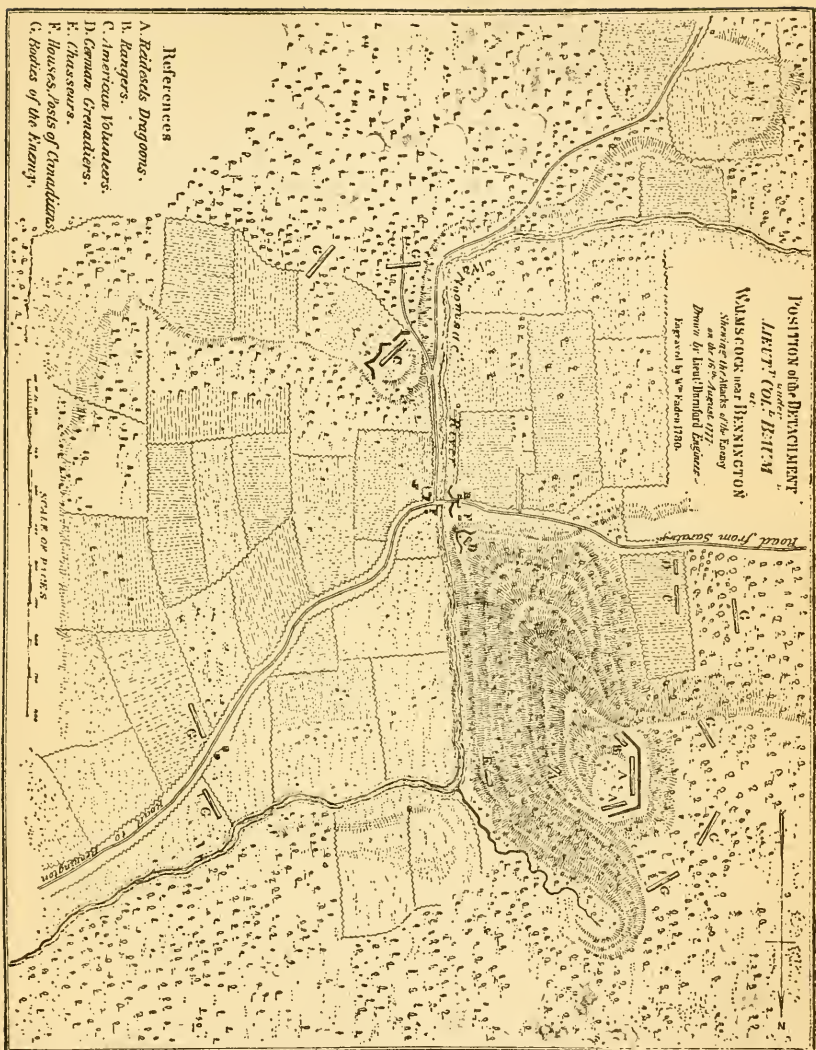 POSITION of the DETACHMENT
under
LIEUT.T COL.L BAUM
at
WALMSCOCK near BENNINGTON
Shewing the Attacks of the Enemy
on the 16th August 1777.
Drawn by Lieut. Durnford Engineer
Engraved by Wm. Faden 1780.
Road from Saratoga
River
Road to Bennington
N
References
A. Reidesels Dragoons.
B. Rangers.
C. American Volunteers.
D. German Grenadiers.
E. Chasseurs.
F. Houses, Posts of Canadians
G. Bodies of the Enemy.
SCALE OF PACES